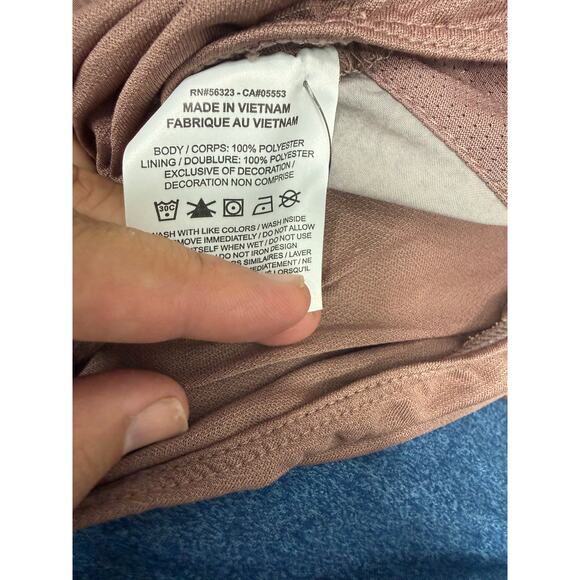 RN#56323 - CA#05553
MADE IN VIETNAM
FABRIQUE AU VIETNAM
BODY / CORPS: 100% POLYESTER
LINING / DOUBLURE: 100% POLYESTER
EXCLUSIVE OF DECORATION /
DECORATION NON COMPRISE
30C
WASH WITH LIKE COLORS / WASH INSIDE
REMOVE IMMEDIATELY / DO NOT ALLOW
ITSELF WHEN WET / DO NOT USE
DO NOT IRON DESIGN
SIMILAIRES / LAVER
NE
LORSQU'IL